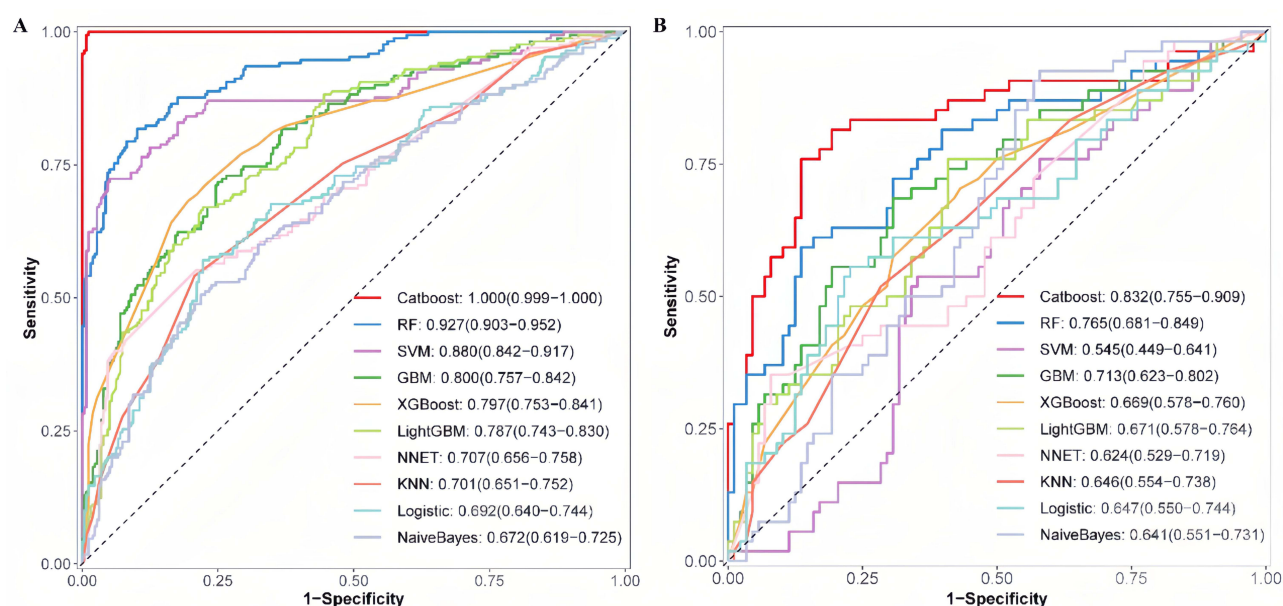 A
1.00
0.75
0.50
0.25
0.00
Sensitivity
Catboost: 1.000(0.999−1.000)
RF: 0.927(0.903−0.952)
SVM: 0.880(0.842−0.917)
GBM: 0.800(0.757−0.842)
XGBoost: 0.797(0.753−0.841)
LightGBM: 0.787(0.743−0.830)
NNET: 0.707(0.656−0.758)
KNN: 0.701(0.651−0.752)
Logistic: 0.692(0.640−0.744)
NaiveBayes: 0.672(0.619−0.725)
0.00 0.25 0.50 0.75 1.00
1−Specificity
B
1.00
0.75
0.50
0.25
0.00
Sensitivity
Catboost: 0.832(0.755−0.909)
RF: 0.765(0.681−0.849)
SVM: 0.545(0.449−0.641)
GBM: 0.713(0.623−0.802)
XGBoost: 0.669(0.578−0.760)
LightGBM: 0.671(0.578−0.764)
NNET: 0.624(0.529−0.719)
KNN: 0.646(0.554−0.738)
Logistic: 0.647(0.550−0.744)
NaiveBayes: 0.641(0.551−0.731)
0.00 0.25 0.50 0.75 1.00
1−Specificity